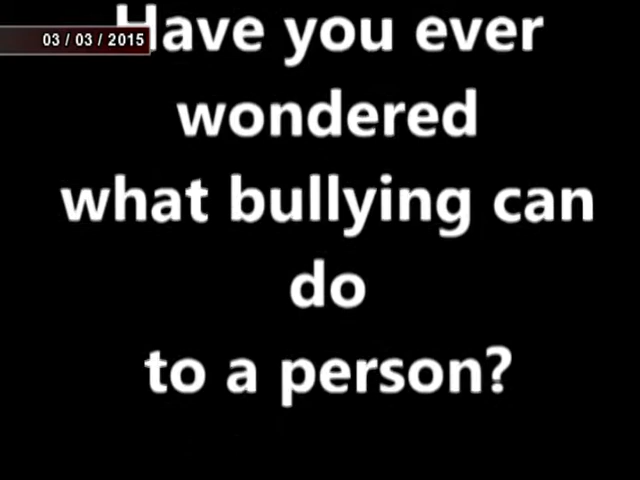 Have you ever
03 / 03 / 2015
wondered
what bullying can
do
to a person?